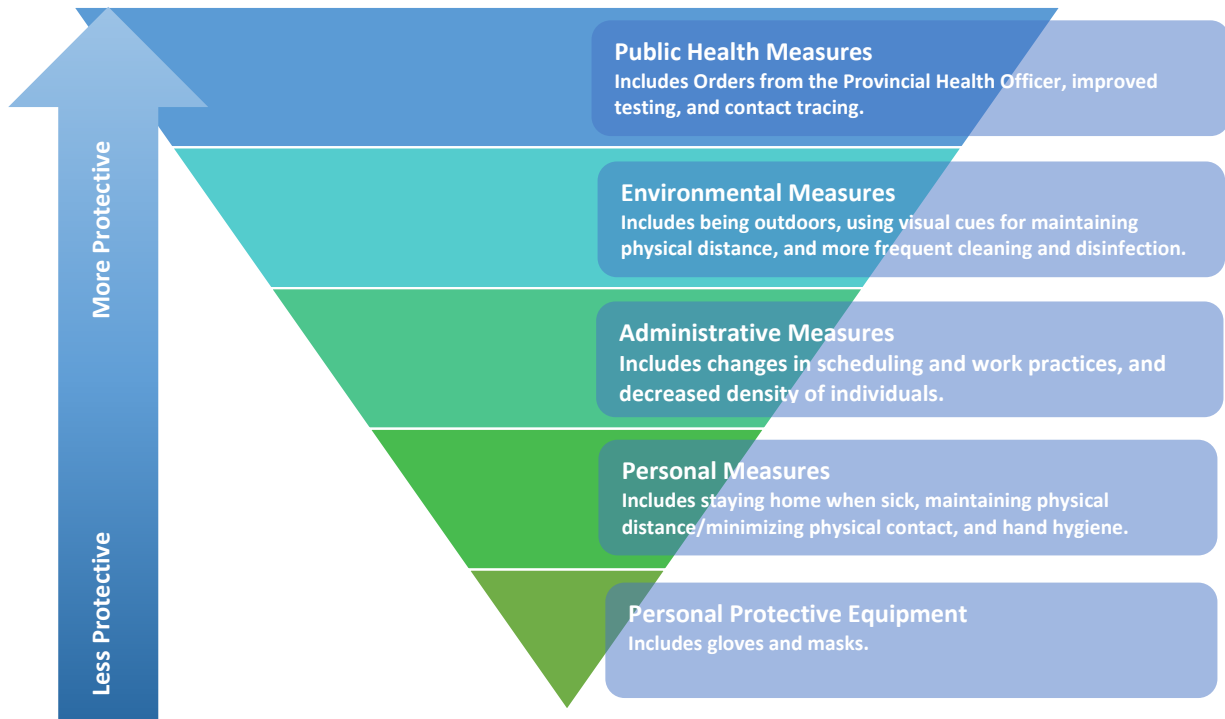 Public Health Measures
Includes Orders from the Provincial Health Officer, improved
testing, and contact tracing.
More Protective
Environmental Measures
Includes being outdoors, using visual cues for maintaining
physical distance, and more frequent cleaning and disinfection.
Administrative Measures
Includes changes in scheduling and work practices, and
decreased density of individuals.
Personal Measures
Includes staying home when sick, maintaining physical
distance/minimizing physical contact, and hand hygiene.
Less Protective
Personal Protective Equipment
Includes gloves and masks.